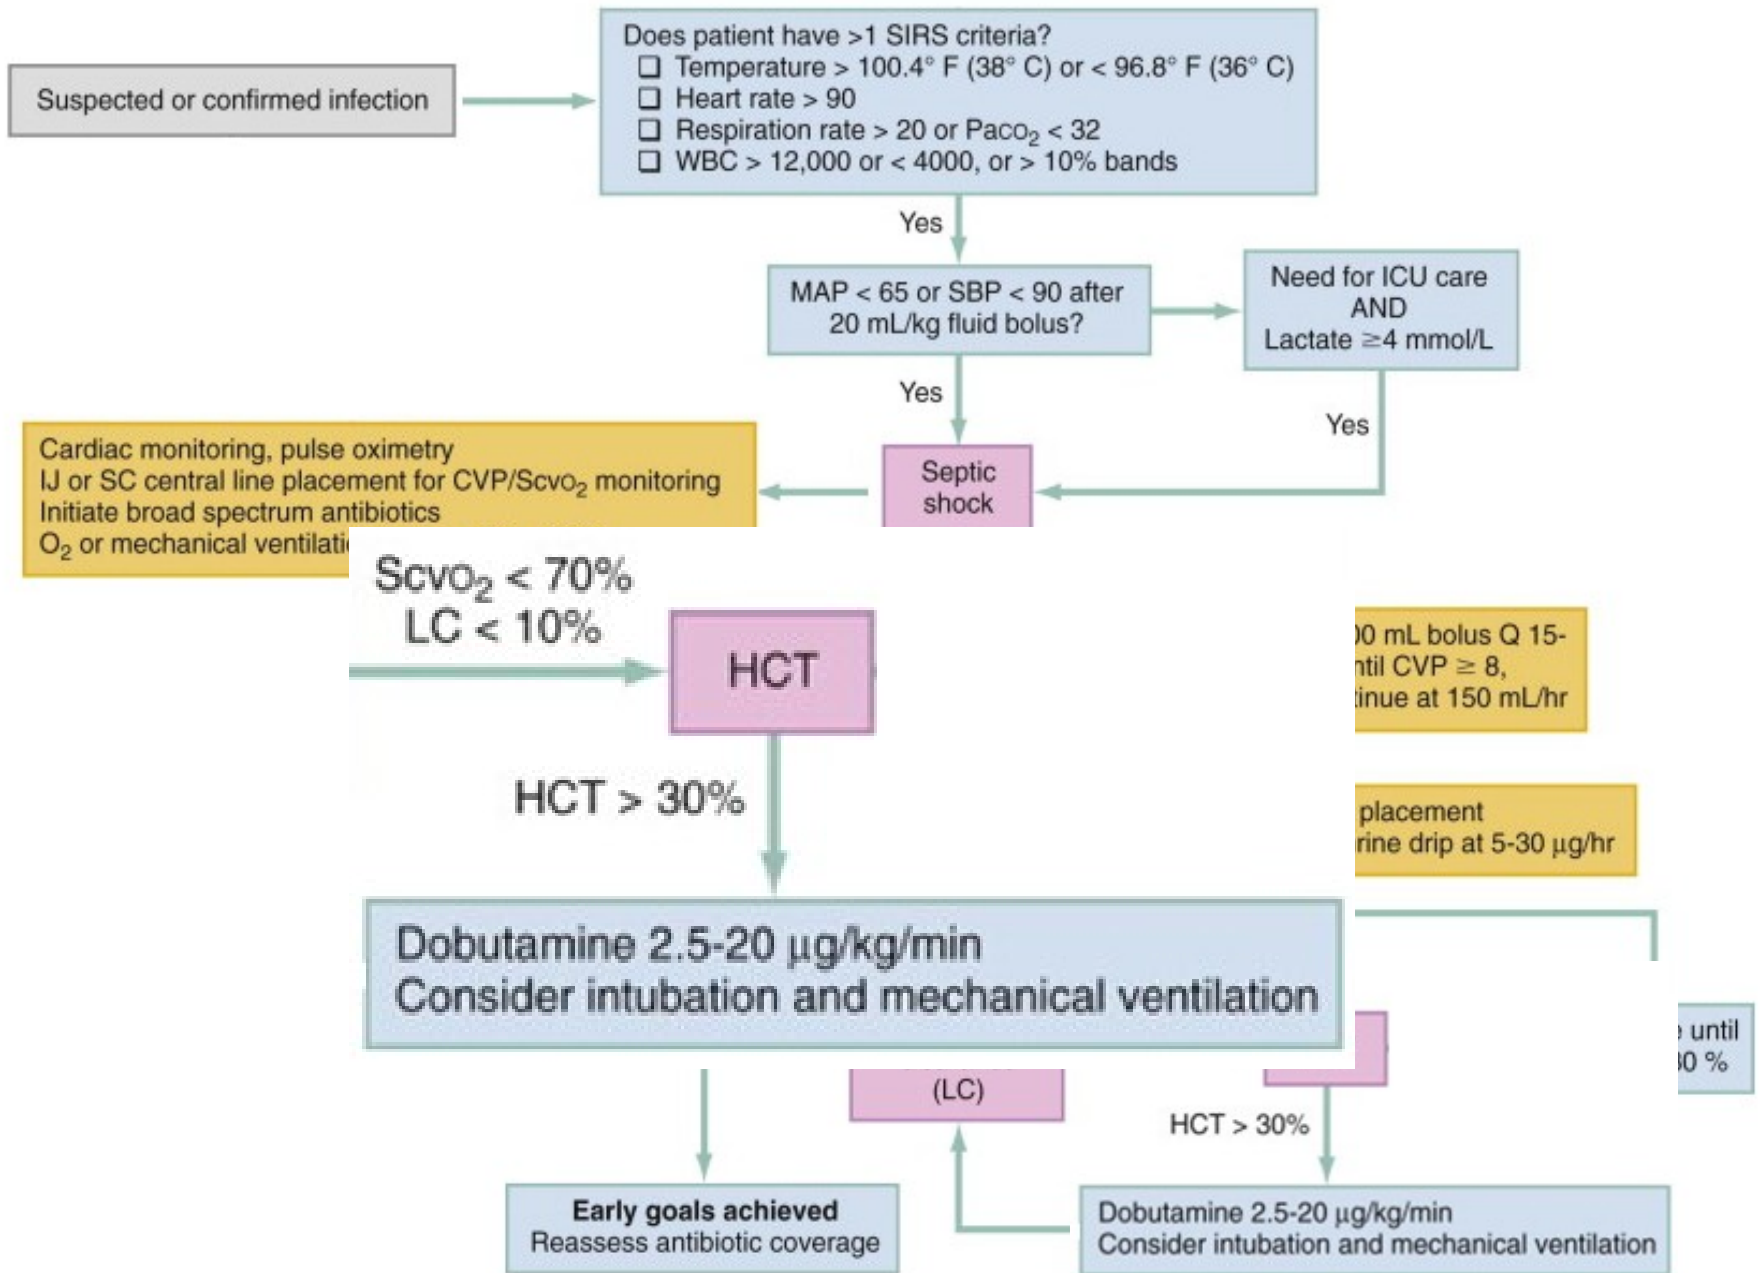 Does patient have >1 SIRS criteria?
❑ Temperature > 100.4° F (38° C) or < 96.8° F (36° C)
❑ Heart rate > 90
❑ Respiration rate > 20 or PaCO₂ < 32
❑ WBC > 12,000 or < 4000, or > 10% bands
Suspected or confirmed infection
Yes
MAP < 65 or SBP < 90 after
20 mL/kg fluid bolus?
Need for ICU care
AND
Lactate ≥4 mmol/L
Yes
Yes
Septic
shock
Cardiac monitoring, pulse oximetry
IJ or SC central line placement for CVP/ScvO₂ monitoring
Initiate broad spectrum antibiotics
O₂ or mechanical
ScvO₂ < 70%
LC < 10%
HCT
HCT > 30%
Dobutamine 2.5-20 μg/kg/min
Consider intubation and mechanical ventilation
mL bolus Q 15-
CVP ≥ 8,
at 150 mL/hr
placement
drip at 5-30 μg/hr
until
%
(LC)
HCT > 30%
Early goals achieved
Reassess antibiotic coverage
Dobutamine 2.5-20 μg/kg/min
Consider intubation and mechanical ventilation